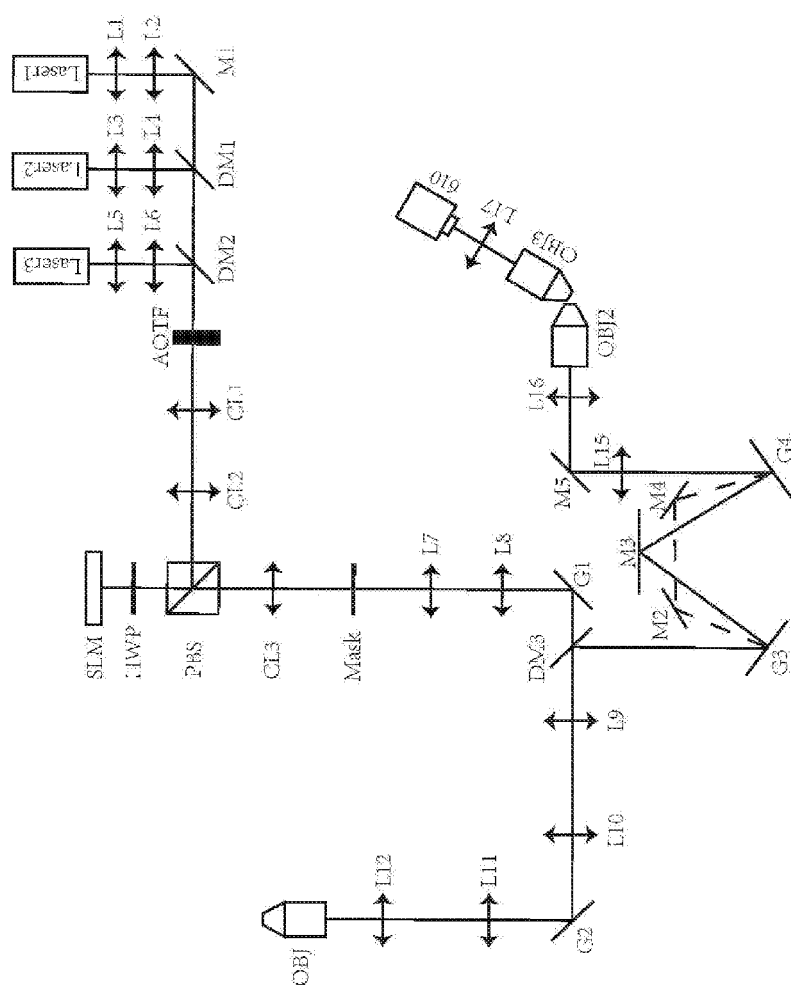 Laser1
L1
L2
M1
Laser2
L3
L4
DM1
Laser3
L5
L6
DM2
AOTF
CL1
CL2
SLM
HWP
PBS
CL3
Mask
L7
L8
G1
DM3
L9
L10
G2
L11
L12
OBJ
G3
M2
M3
M4
G4
L15
M5
L16
OBJ2
OBJ3
L17
610